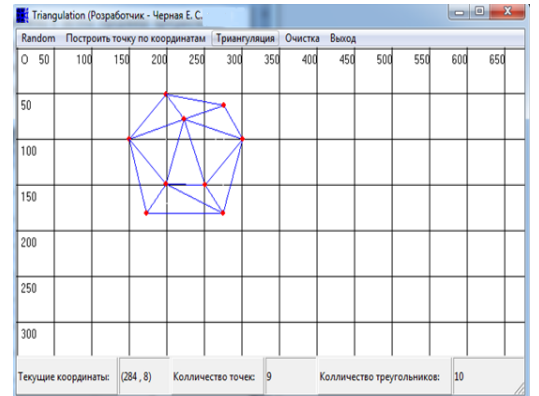 Triangulation (Розработчик - Черная Е. С.
Random Построить точку по координатам Триангуляция Очистка Выход
O 50 100 150 200 250 300 350 400 450 500 550 600 650
50
100
150
200
250
300
Текущие координаты: (284 , 8) Колличество точек: 9 Колличество треугольников: 10